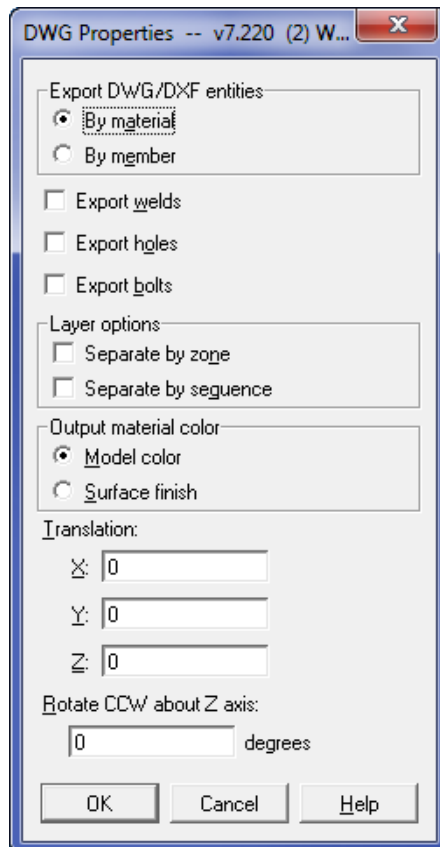 DWG Properties -- v7.220 (2) W...
Export DWG/DXF entities
By material
By member
Export welds
Export holes
Export bolts
Layer options
Separate by zone
Separate by sequence
Output material color
Model color
Surface finish
Translation:
X: 0
Y: 0
Z: 0
Rotate CCW about Z axis:
0 degrees
OK Cancel Help